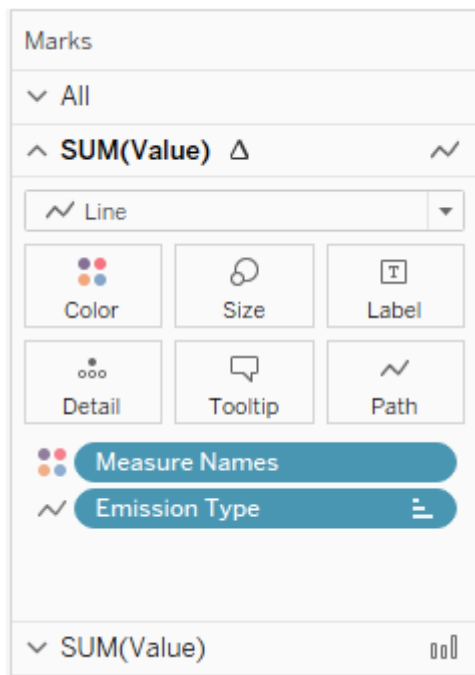 Marks
All
SUM(Value) Δ
Line
Color Size Label
Detail Tooltip Path
Measure Names
Emission Type
SUM(Value)